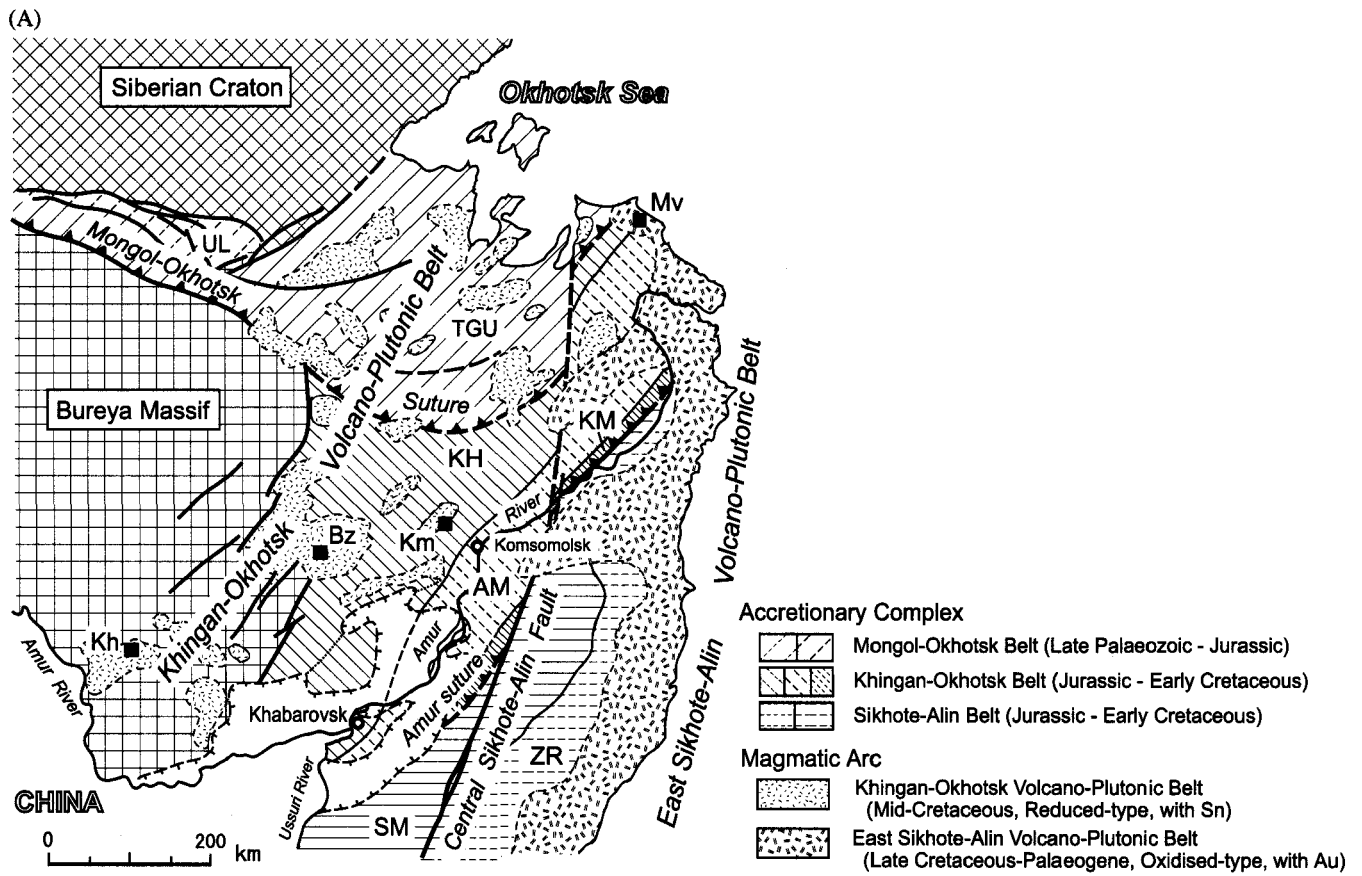 (A)
Siberian Craton
Okhotsk Sea
Mv
UL
Mongol-Okhotsk
Volcano-Plutonic Belt
TGU
Suture
Bureya Massif
KM
KH
Volcano-Plutonic Belt
River
Bz
Km
Komsomolsk
Khingan-Okhotsk
AM
Amur
Kh
Amur River
Khabarovsk
Amur suture
Central Sikhote-Alin Fault
ZR
East Sikhote-Alin
Ussuri River
SM
CHINA
0 200 km
Accretionary Complex
Mongol-Okhotsk Belt (Late Palaeozoic - Jurassic)
Khingan-Okhotsk Belt (Jurassic - Early Cretaceous)
Sikhote-Alin Belt (Jurassic - Early Cretaceous)
Magmatic Arc
Khingan-Okhotsk Volcano-Plutonic Belt
(Mid-Cretaceous, Reduced-type, with Sn)
East Sikhote-Alin Volcano-Plutonic Belt
(Late Cretaceous-Palaeogene, Oxidised-type, with Au)